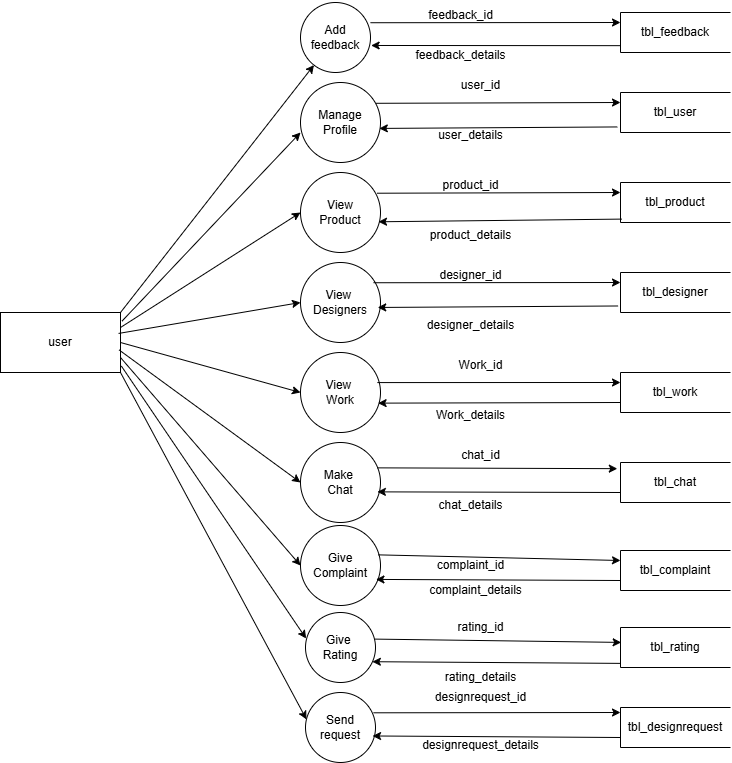 Add
feedback
feedback_id
feedback_details
tbl_feedback
Manage
Profile
user_id
user_details
tbl_user
View
Product
product_id
product_details
tbl_product
View
Designers
designer_id
designer_details
tbl_designer
user
View
Work
Work_id
Work_details
tbl_work
Make
Chat
chat_id
chat_details
tbl_chat
Give
Complaint
complaint_id
complaint_details
tbl_complaint
Give
Rating
rating_id
rating_details
tbl_rating
Send
request
designrequest_id
designrequest_details
tbl_designrequest